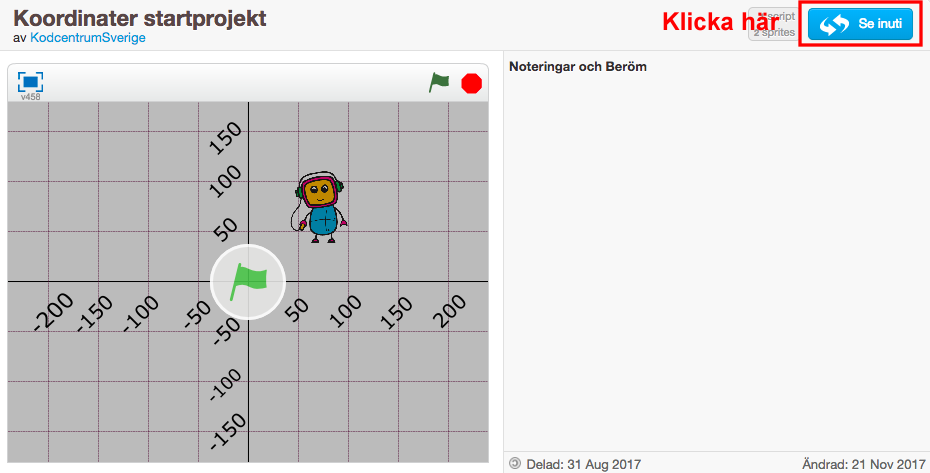 Koordinater startprojekt
av KodcentrumSverige
Klicka här
script
2 sprites
Se inuti
v458
Noteringar och Beröm
150
100
50
-200
-150
-100
-50
50
100
150
200
-50
-100
-150
Delad: 31 Aug 2017
Ändrad: 21 Nov 2017